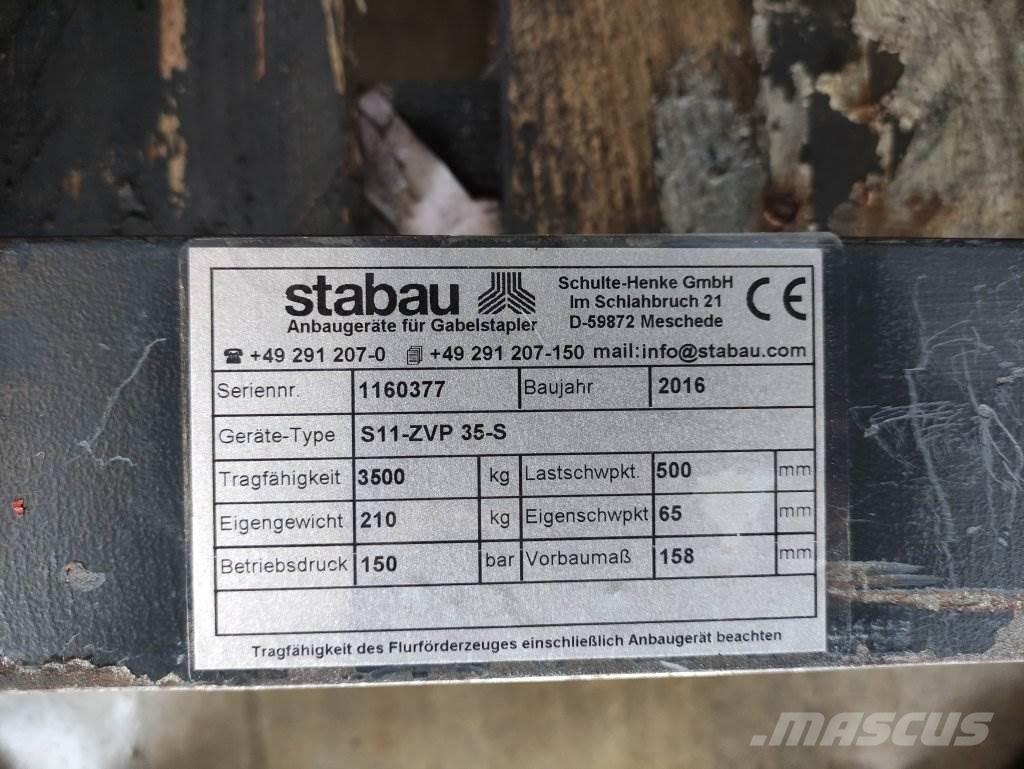 stabau
Anbaugeräte für Gabelstapler
Schulte-Henke GmbH
Im Schlahbruch 21
D-59872 Meschede
CE
☎ +49 291 207-0 +49 291 207-150 mail:info@stabau.com
Seriennr. 1160377 Baujahr 2016
Geräte-Type S11-ZVP 35-S
Tragfähigkeit 3500 kg Lastschwpkt. 500 mm
Eigengewicht 210 kg Eigenschwpkt 65 mm
Betriebsdruck 150 bar Vorbaumaß 158 mm
Tragfähigkeit des Flurförderzeuges einschließlich Anbaugerät beachten
MASCUS